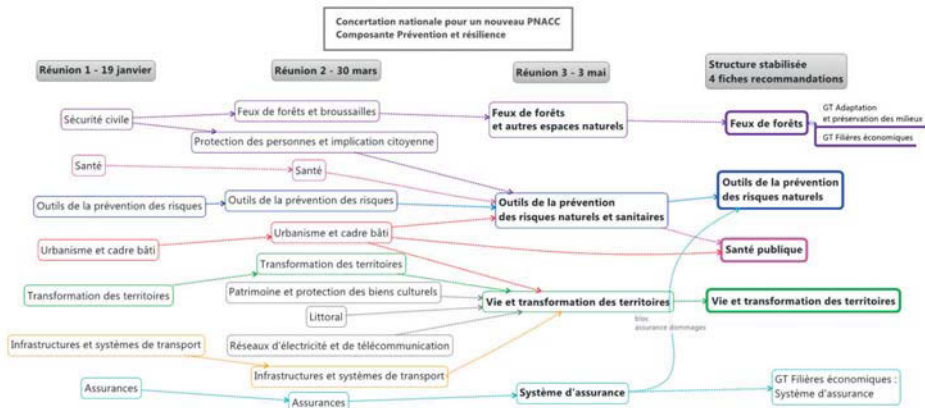 Concertation nationale pour un nouveau PNACC
Composante Prévention et résilience
Réunion 1 - 19 janvier
Réunion 2 - 30 mars
Réunion 3 - 3 mai
Structure stabilisée
4 fiches recommandations
Sécurité civile
Feux de forêts et broussailles
Feux de forêts
et autres espaces naturels
Feux de forêts
GT Adaptation
et préservation des milieux
GT Filières économiques
Protection des personnes et implication citoyenne
Santé
Santé
Outils de la prévention des risques
Outils de la prévention des risques
Outils de la prévention
des risques naturels et sanitaires
Outils de la prévention
des risques naturels
Urbanisme et cadre bâti
Urbanisme et cadre bâti
Santé publique
Transformation des territoires
Transformation des territoires
Patrimoine et protection des biens culturels
Littoral
Vie et transformation des territoires
Vie et transformation des territoires
bloc
assurance dommages
Réseaux d'électricité et de télécommunication
Infrastructures et systèmes de transport
Infrastructures et systèmes de transport
Assurances
Assurances
Système d'assurance
GT Filières économiques :
Système d'assurance